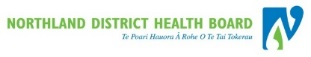 NORTHLAND DISTRICT HEALTH BOARD
Te Poari Hauora Ā Rohe O Te Tai Tokerau